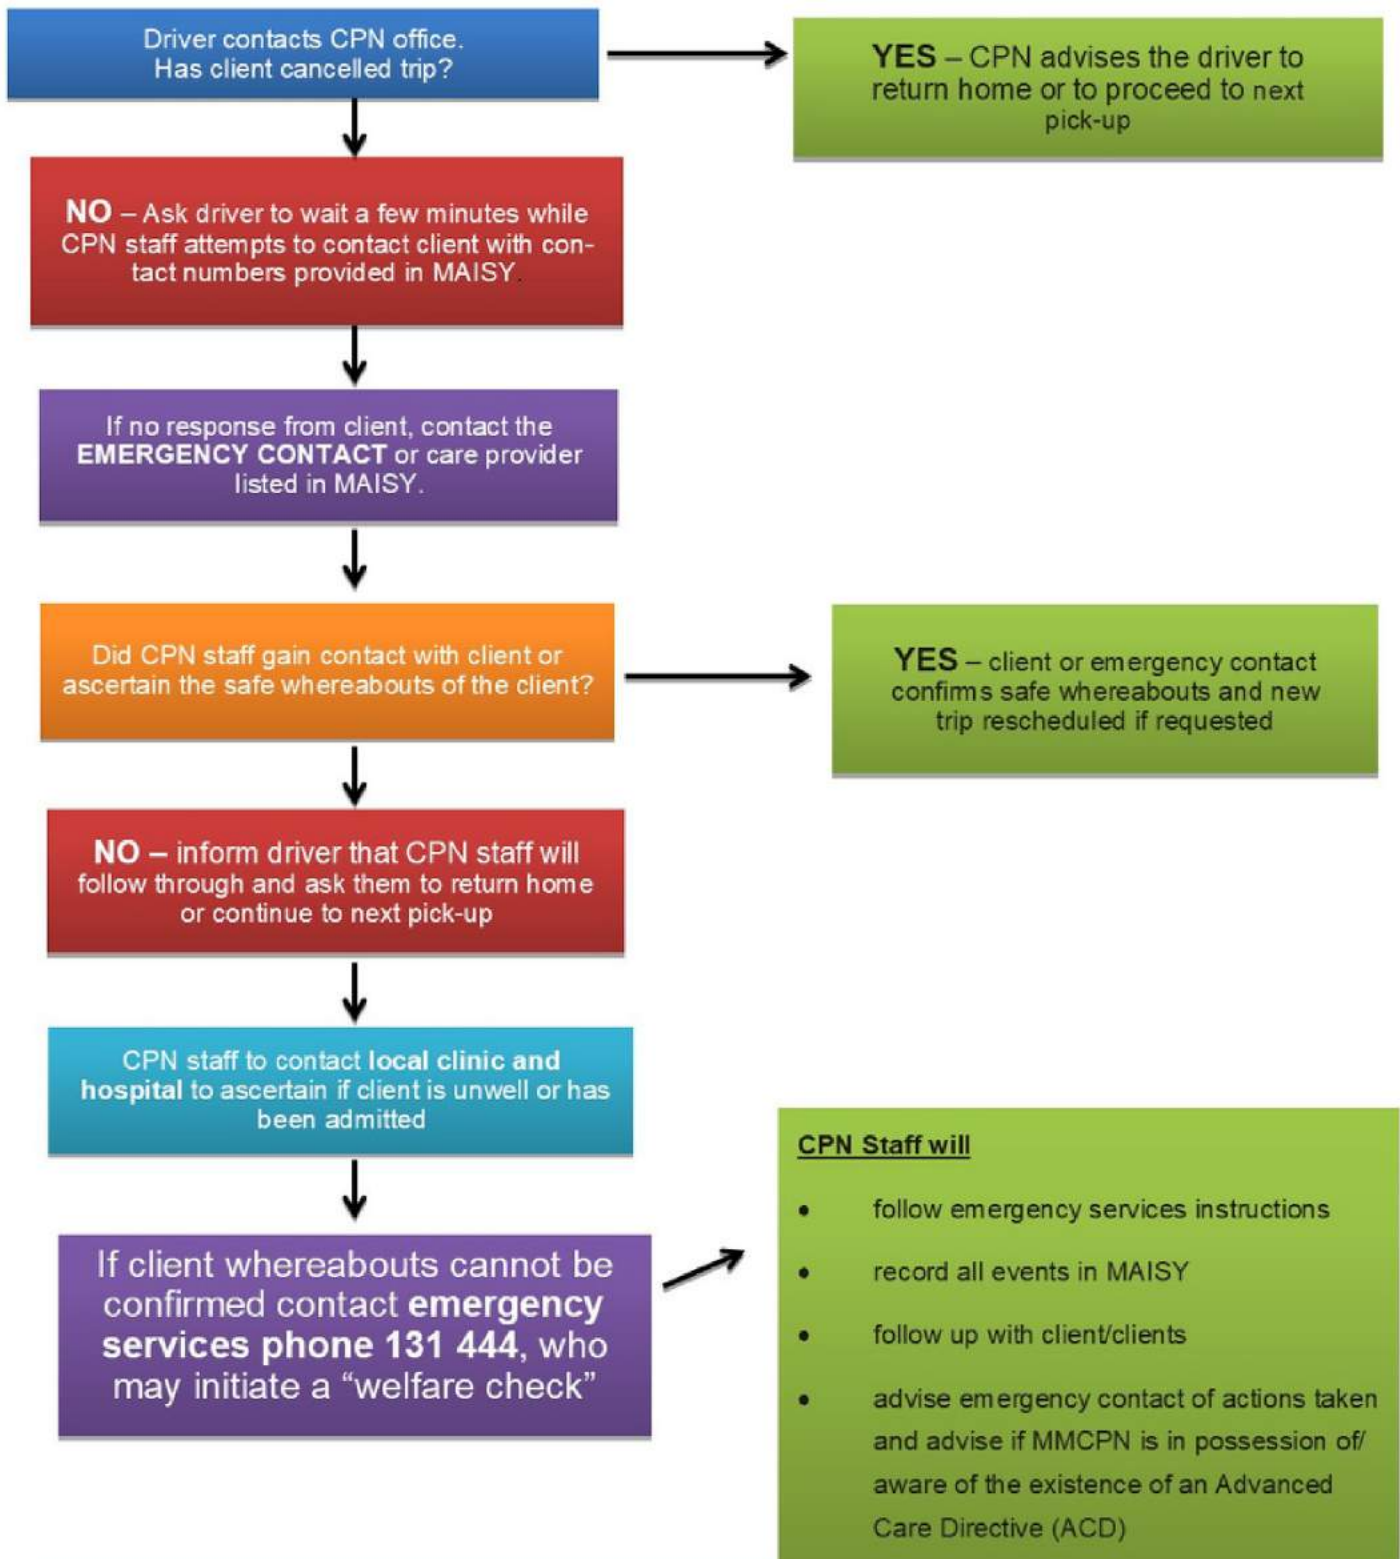 Driver contacts CPN office.
Has client cancelled trip?
YES – CPN advises the driver to
return home or to proceed to next
pick-up
NO – Ask driver to wait a few minutes while
CPN staff attempts to contact client with con-
tact numbers provided in MAISY.
If no response from client, contact the
EMERGENCY CONTACT or care provider
listed in MAISY.
Did CPN staff gain contact with client or
ascertain the safe whereabouts of the client?
YES – client or emergency contact
confirms safe whereabouts and new
trip rescheduled if requested
NO – inform driver that CPN staff will
follow through and ask them to return home
or continue to next pick-up
CPN staff to contact local clinic and
hospital to ascertain if client is unwell or has
been admitted
If client whereabouts cannot be
confirmed contact emergency
services phone 131 444, who
may initiate a “welfare check”
CPN Staff will
• follow emergency services instructions
• record all events in MAISY
• follow up with client/clients
• advise emergency contact of actions taken
and advise if MMCPN is in possession of/
aware of the existence of an Advanced
Care Directive (ACD)